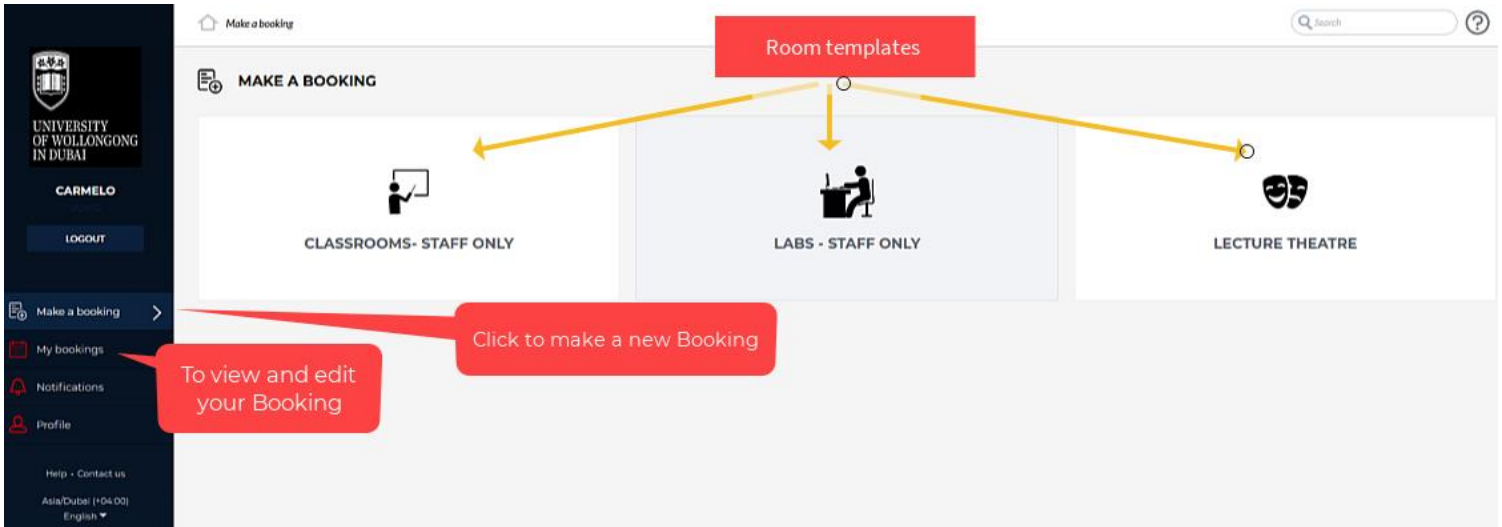 Make a booking
Search
?
Room templates
MAKE A BOOKING
UNIVERSITY
OF WOLLONGONG
IN DUBAI
CARMELO
LOGOUT
CLASSROOMS- STAFF ONLY
LABS - STAFF ONLY
LECTURE THEATRE
Make a booking
Click to make a new Booking
My bookings
To view and edit
your Booking
Notifications
Profile
Help • Contact us
Asia/Dubai (+04:00)
English